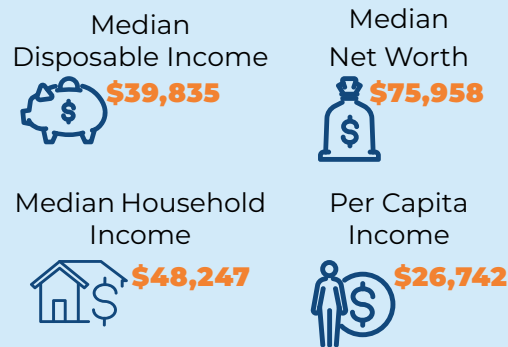 Median
Disposable Income
$39,835
Median
Net Worth
$75,958
Median Household
Income
$48,247
Per Capita
Income
$26,742
$
$
$
$